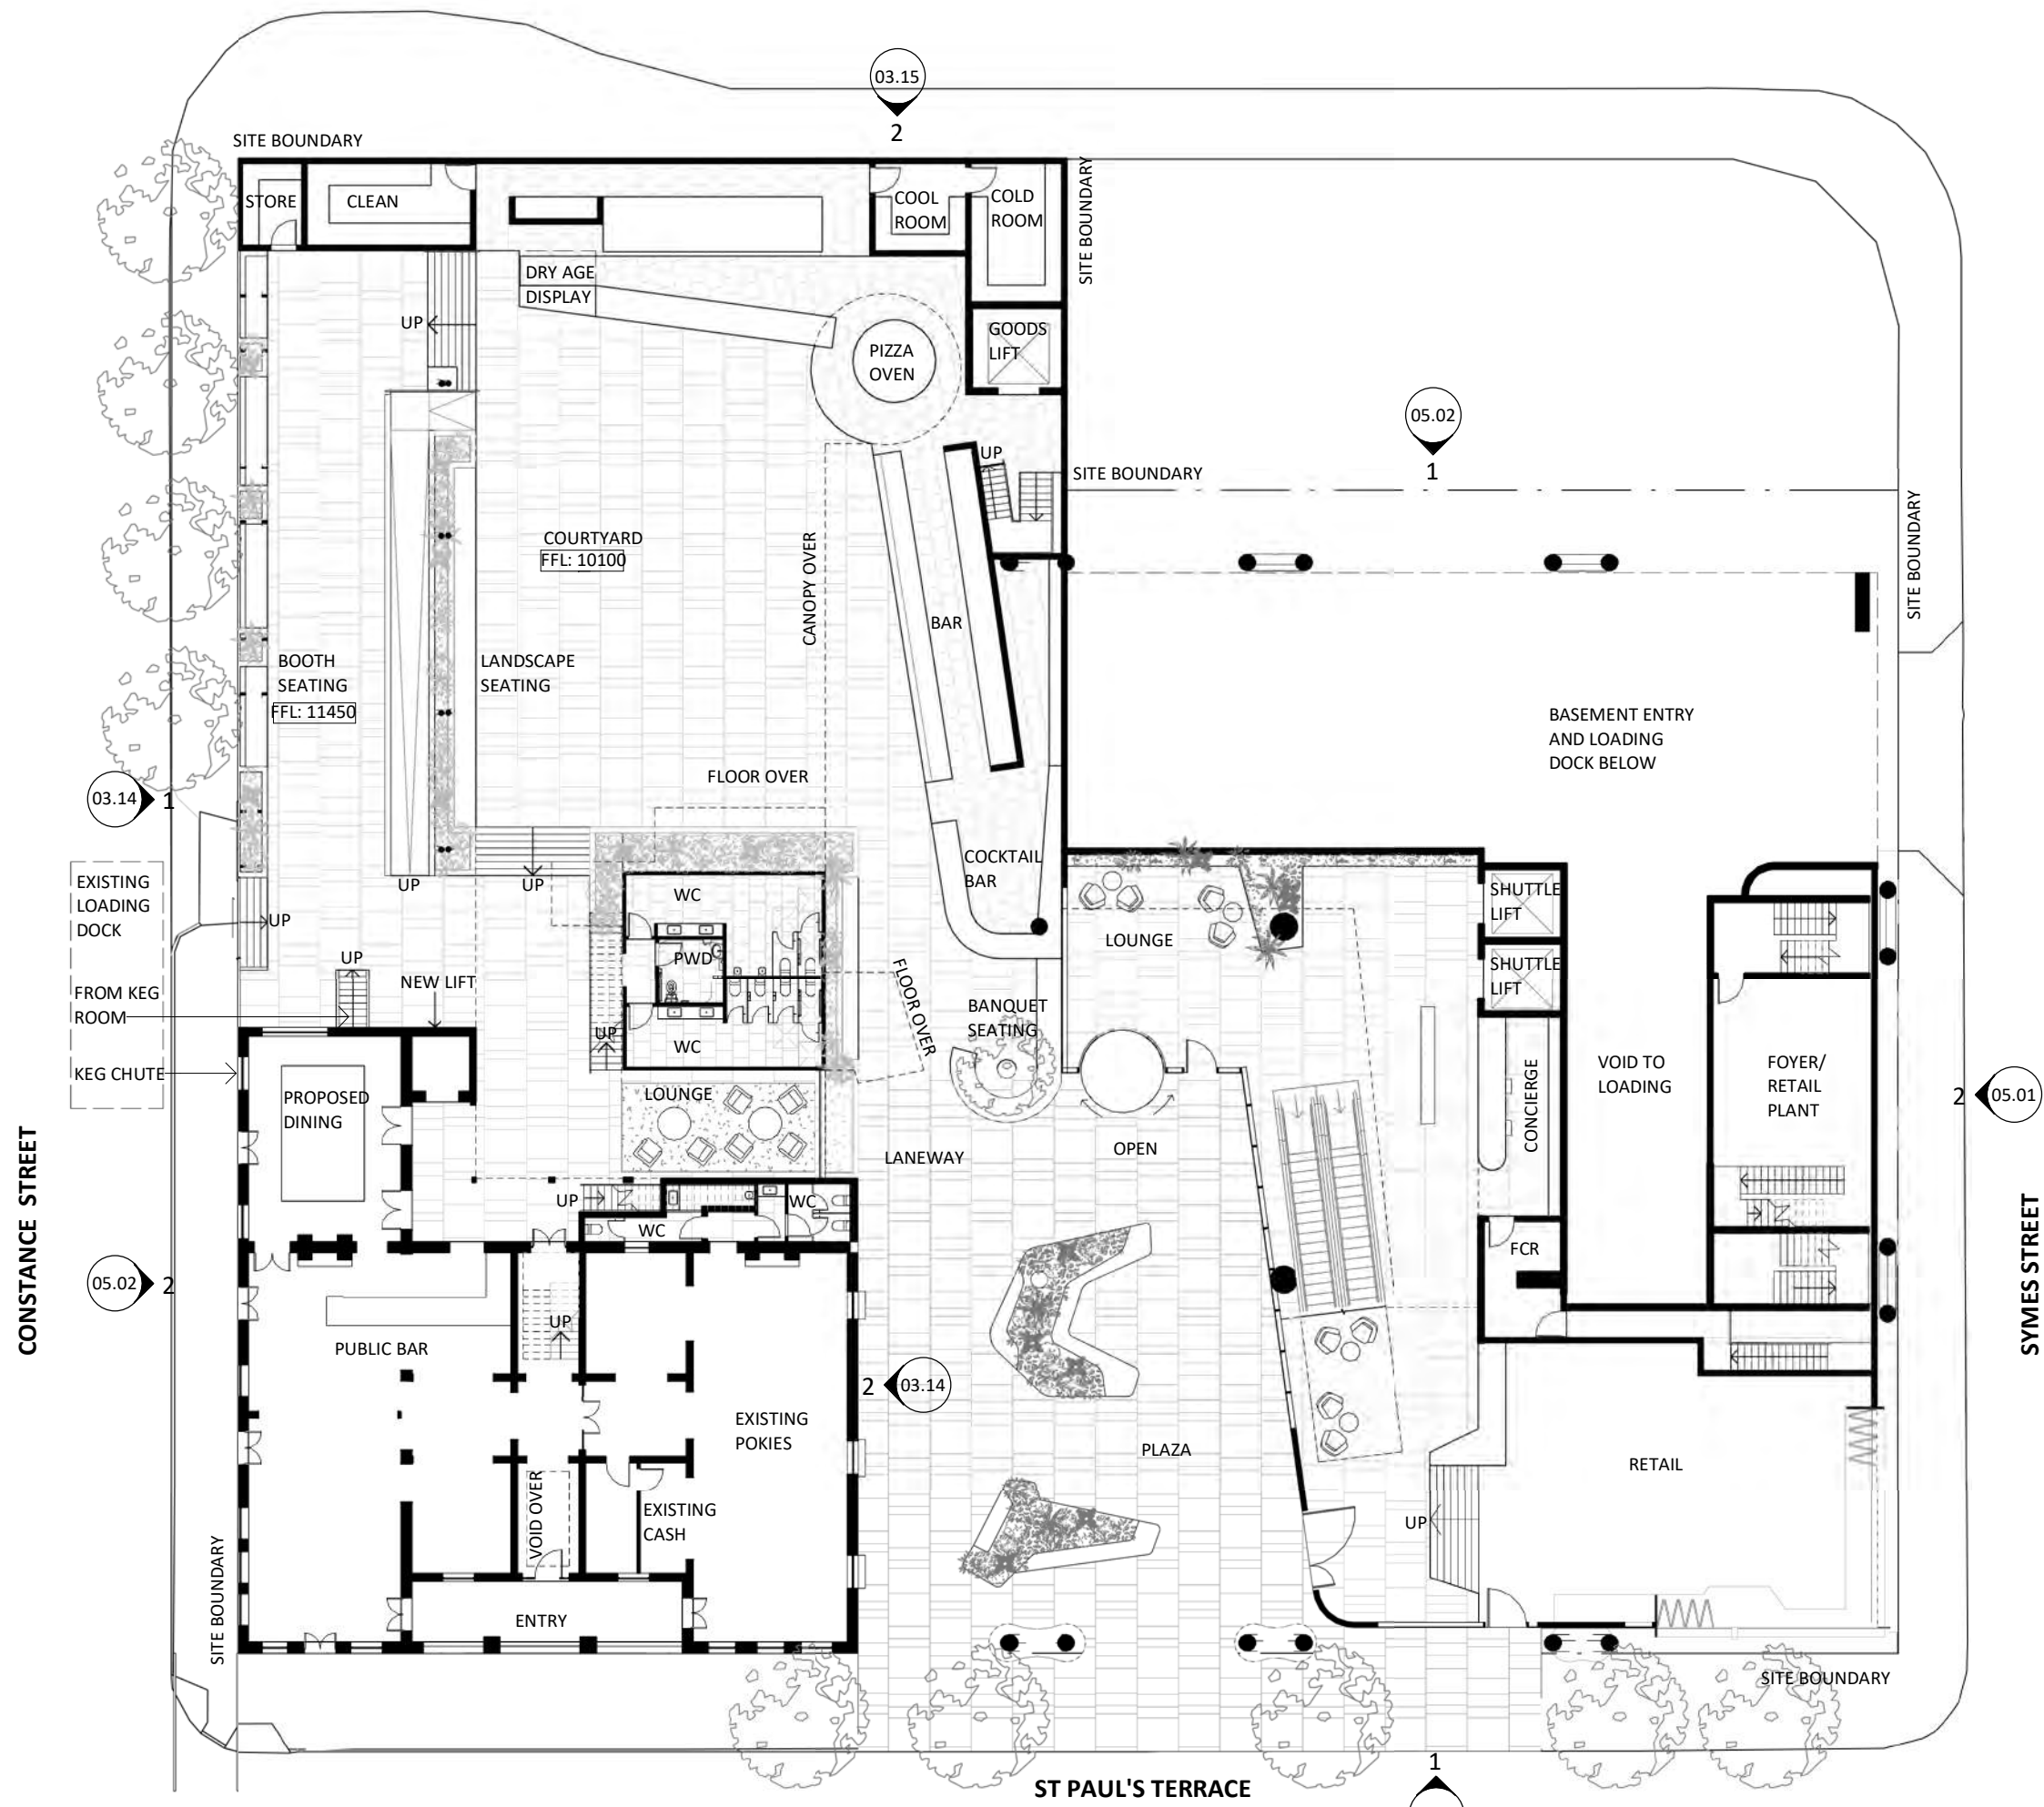 03.15
2
SITE BOUNDARY
STORE
CLEAN
COOL
ROOM
COLD
ROOM
SITE BOUNDARY
DRY AGE
DISPLAY
UP
PIZZA
OVEN
GOODS
LIFT
05.02
1
UP
SITE BOUNDARY
SITE BOUNDARY
COURTYARD
FFL: 10100
CANOPY OVER
BAR
BOOTH
SEATING
FFL: 11450
LANDSCAPE
SEATING
BASEMENT ENTRY
AND LOADING
DOCK BELOW
FLOOR OVER
03.14
1
COCKTAIL
BAR
EXISTING
LOADING
DOCK
UP
UP
UP
WC
SHUTTLE
LIFT
LOUNGE
PWD
FLOOR OVER
SHUTTLE
LIFT
UP
NEW LIFT
FROM KEG
ROOM
BANQUET
SEATING
UP
WC
KEG CHUTE
VOID TO
LOADING
FOYER/
RETAIL
PLANT
2
05.01
PROPOSED
DINING
LOUNGE
CONCIERGE
LANEWAY
OPEN
CONSTANCE STREET
SYMES STREET
UP
WC
WC
FCR
05.02
2
UP
PUBLIC BAR
2
03.14
EXISTING
POKIES
PLAZA
RETAIL
VOID OVER
EXISTING
CASH
UP
SITE BOUNDARY
ENTRY
SITE BOUNDARY
1
ST PAUL'S TERRACE